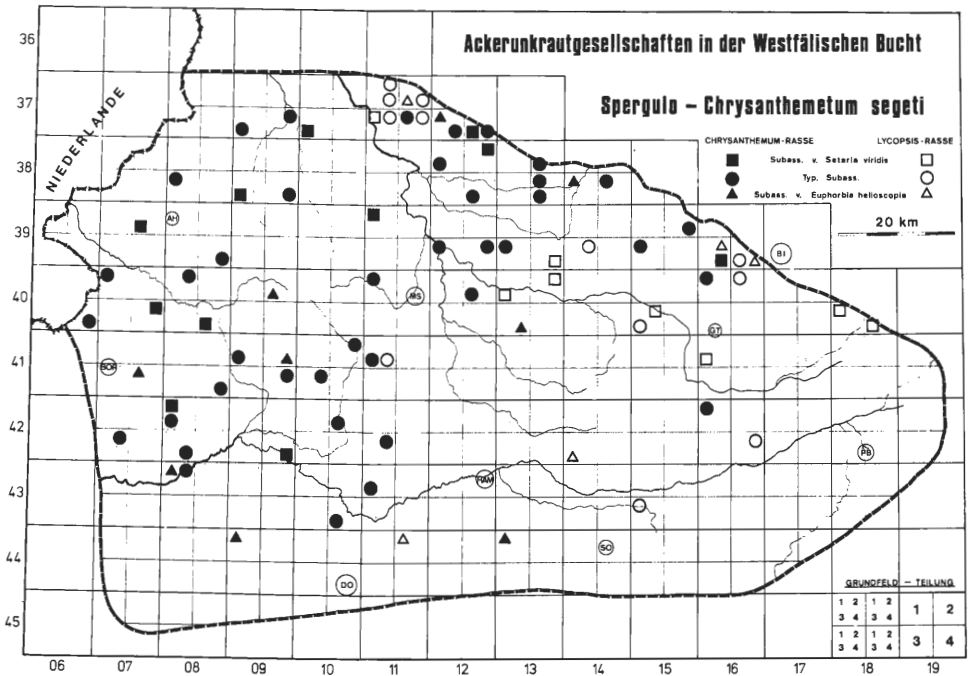 Ackerunkrautgesellschaften in der Westfälischen Bucht
Spergulo – Chrysanthemetum segeti
CHRYSANTHEMUM-RASSE LYCOPSIS-RASSE
Subass. v. Setaria viridis
Typ. Subass.
Subass. v. Euphorbia helioscopia
20 km
NIEDERLANDE
36
37
38
39
40
41
42
43
44
45
AH
BI
MS
GT
BOR
PB
HAM
SO
DO
GRUNDFELD – TEILUNG
1 2 1 2
3 4 3 4
1 2
1 2 1 2
3 4 3 4
3 4
06 07 08 09 10 11 12 13 14 15 16 17 18 19